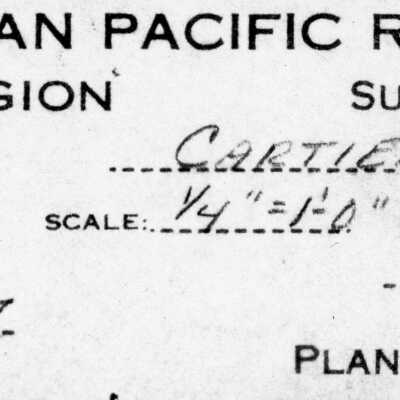 AN PACIFIC R
GION SU
CARTIE
SCALE: 1/4" = 1'-0"
PLAN